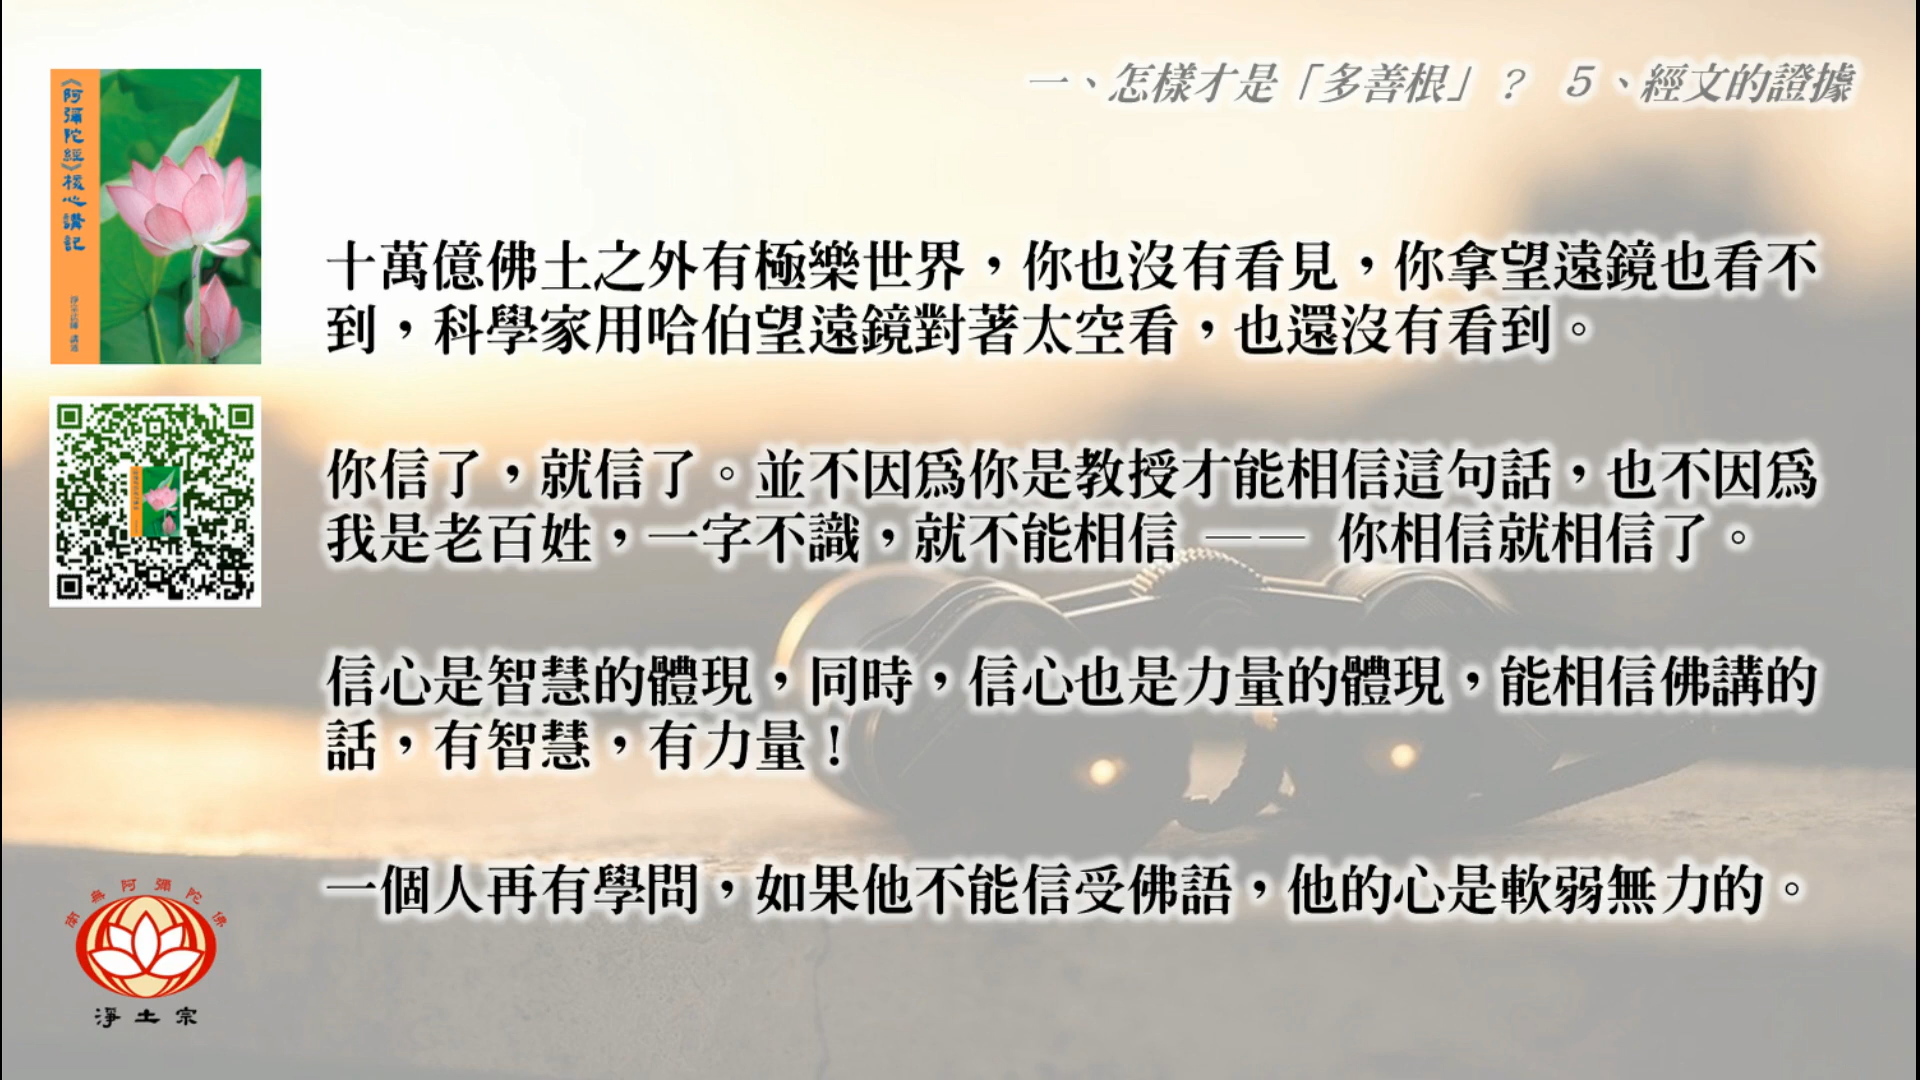 一、怎樣才是「多善根」？ 5、經文的證據
《阿彌陀經》核心講記
淨宗法師 講述
十萬億佛土之外有極樂世界，你也沒有看見，你拿望遠鏡也看不
到，科學家用哈伯望遠鏡對著太空看，也還沒有看到。
你信了，就信了。並不因為你是教授才能相信這句話，也不因為
我是老百姓，一字不識，就不能相信 —— 你相信就相信了。
信心是智慧的體現，同時，信心也是力量的體現，能相信佛講的
話，有智慧，有力量！
一個人再有學問，如果他不能信受佛語，他的心是軟弱無力的。
南無阿彌陀佛
淨土宗